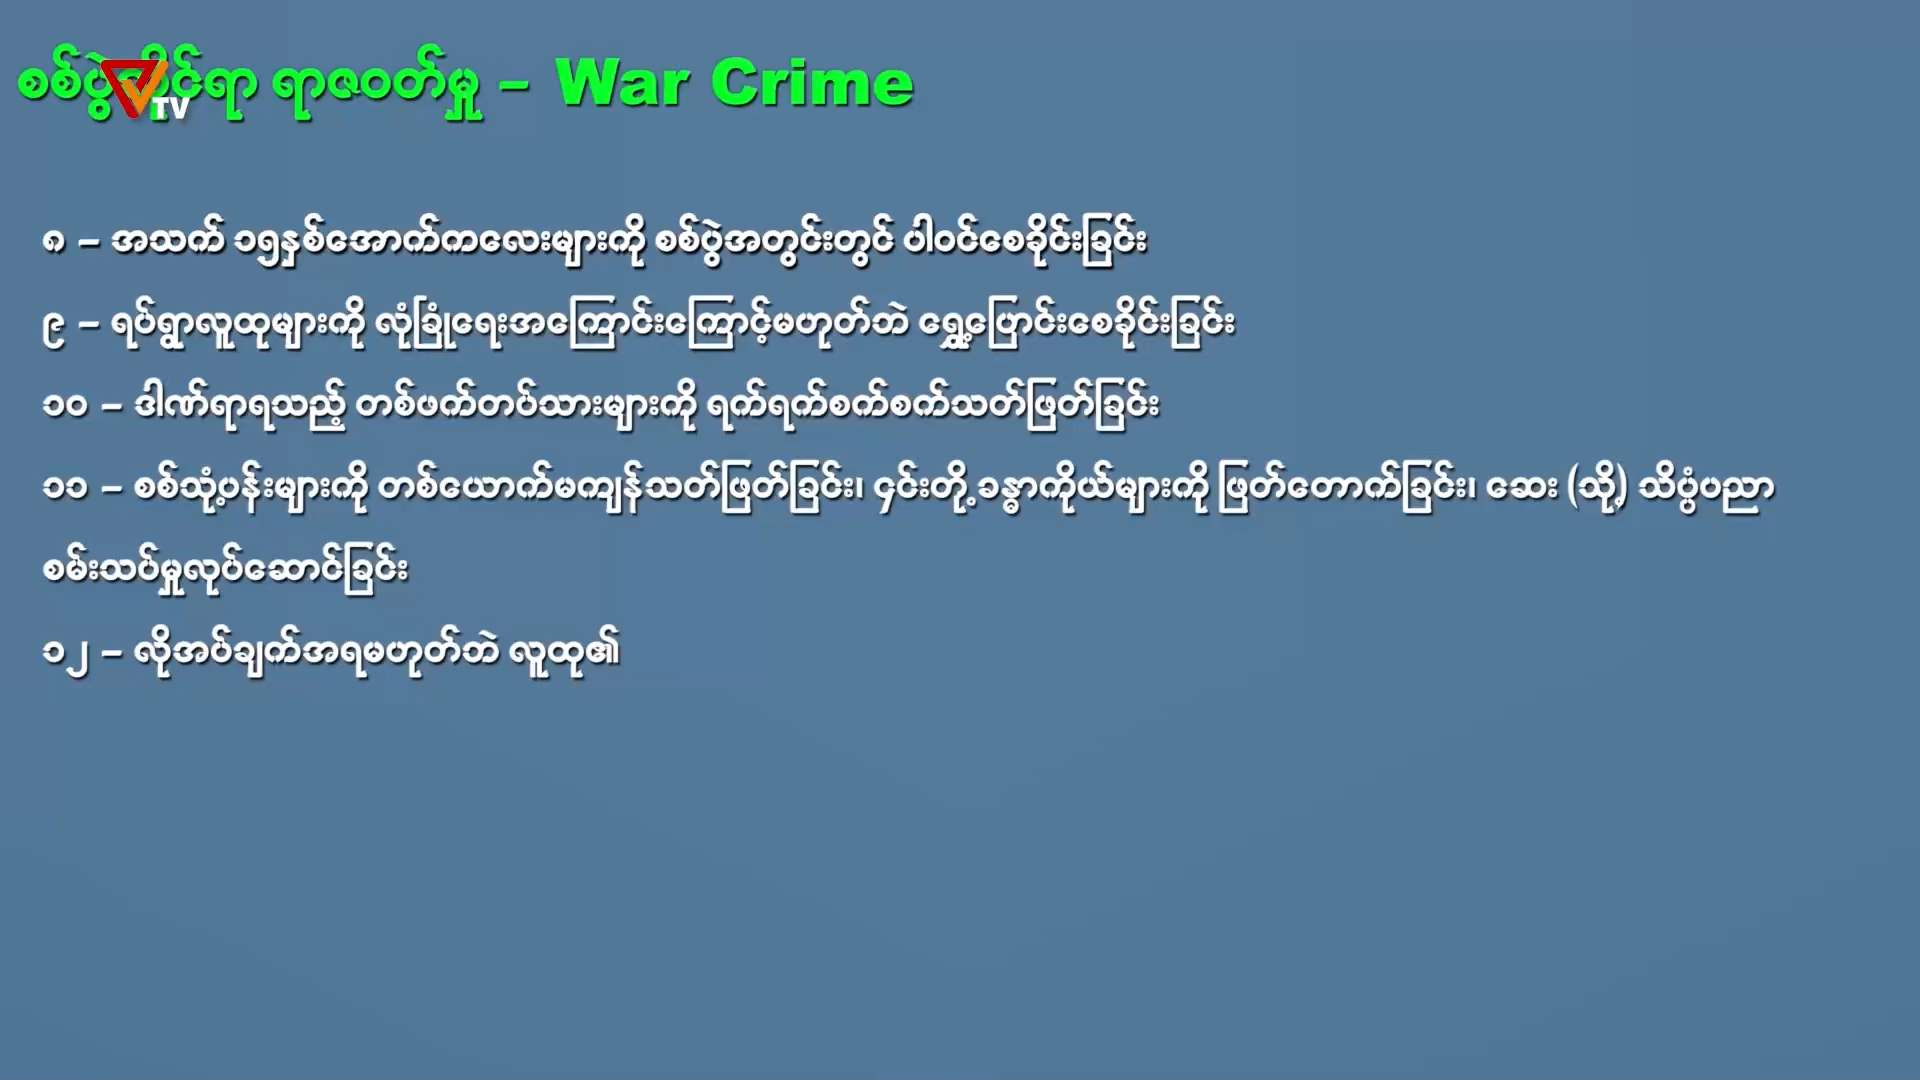 စစ်ပွဲဆိုင်ရာ ရာဇဝတ်မှု – War Crime
TV
၈ – အသက် ၁၅နှစ်အောက်ကလေးများကို စစ်ပွဲအတွင်းတွင် ပါဝင်စေခိုင်းခြင်း
၉ – ရပ်ရွာလူထုများကို လုံခြုံရေးအကြောင်းကြောင့်မဟုတ်ဘဲ ရွှေ့ပြောင်းစေခိုင်းခြင်း
၁၀ – ဒါဏ်ရာရသည့် တစ်ဖက်တပ်သားများကို ရက်ရက်စက်စက်သတ်ဖြတ်ခြင်း
၁၁ – စစ်သုံ့ပန်းများကို တစ်ယောက်မကျန်သတ်ဖြတ်ခြင်း၊ ၄င်းတို့ခန္ဓာကိုယ်များကို ဖြတ်တောက်ခြင်း၊ ဆေး (သို့) သိပ္ပံပညာ
စမ်းသပ်မှုလုပ်ဆောင်ခြင်း
၁၂ – လိုအပ်ချက်အရမဟုတ်ဘဲ လူထု၏